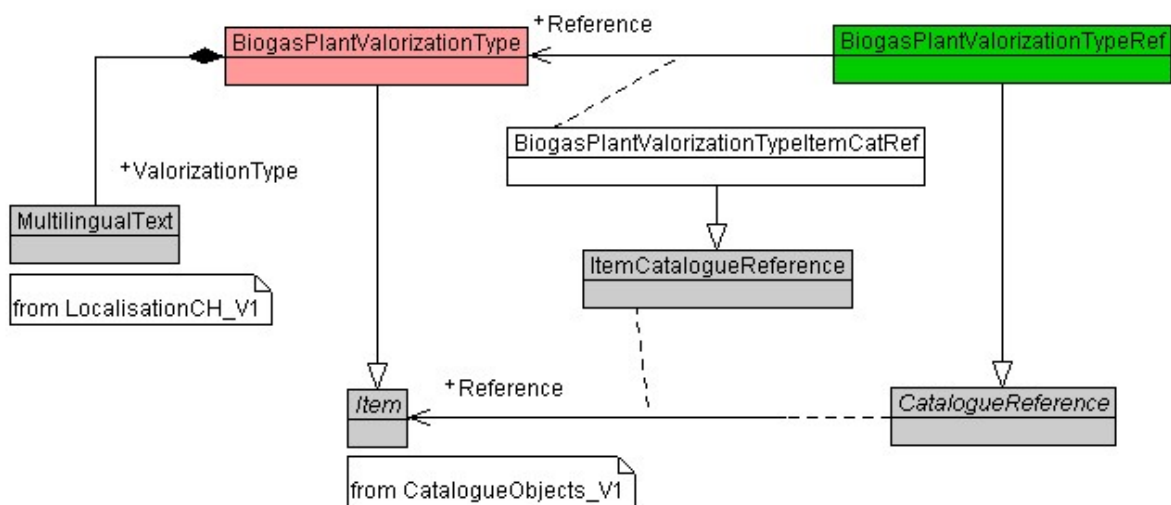 +Reference
BiogasPlantValorizationType
BiogasPlantValorizationTypeRef
BiogasPlantValorizationTypeItemCatRef
+ValorizationType
MultilingualText
ItemCatalogueReference
from LocalisationCH_V1
+Reference
Item
CatalogueReference
from CatalogueObjects_V1